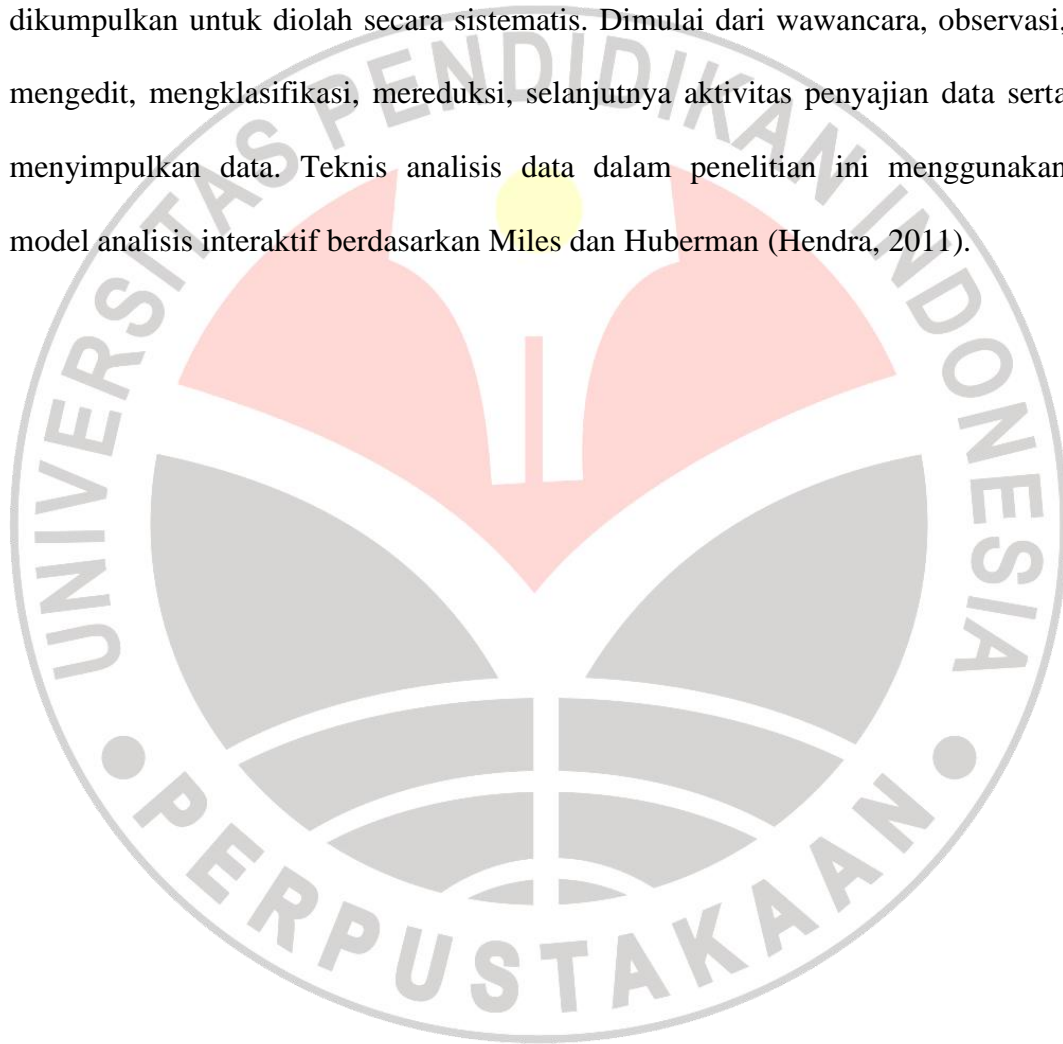 dikumpulkan untuk diolah secara sistematis. Dimulai dari wawancara, observasi,
mengedit, mengklasifikasi, mereduksi, selanjutnya aktivitas penyajian data serta
menyimpulkan data. Teknis analisis data dalam penelitian ini menggunakan
model analisis interaktif berdasarkan Miles dan Huberman (Hendra, 2011).
UNIVERSITAS PENDIDIKAN INDONESIA
PERPUSTAKAAN